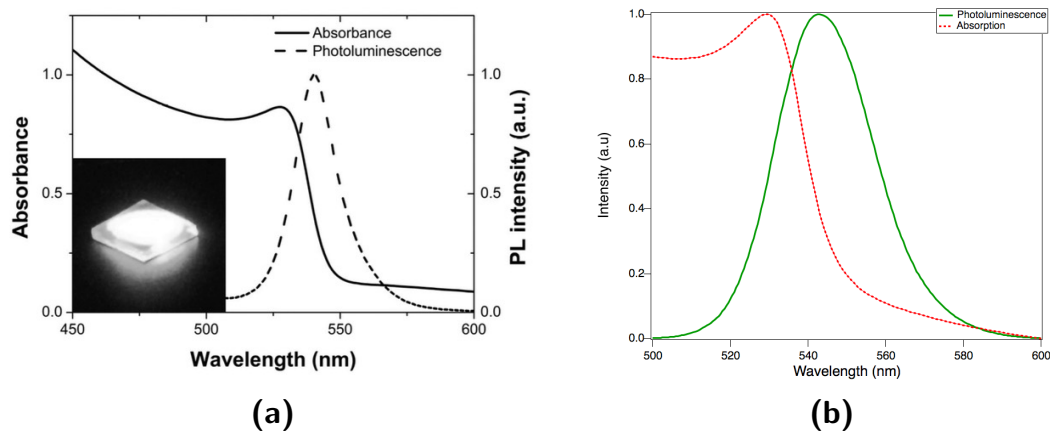 Absorbance
Photoluminescence
1.0
0.5
0.0
1.0
0.5
0.0
450
500
550
600
Absorbance
PL intensity (a.u.)
Wavelength (nm)
(a)
Photoluminescence
Absorption
1.0
0.8
0.6
0.4
0.2
0.0
500
520
540
560
580
600
Intensity (a.u)
Wavelength (nm)
(b)